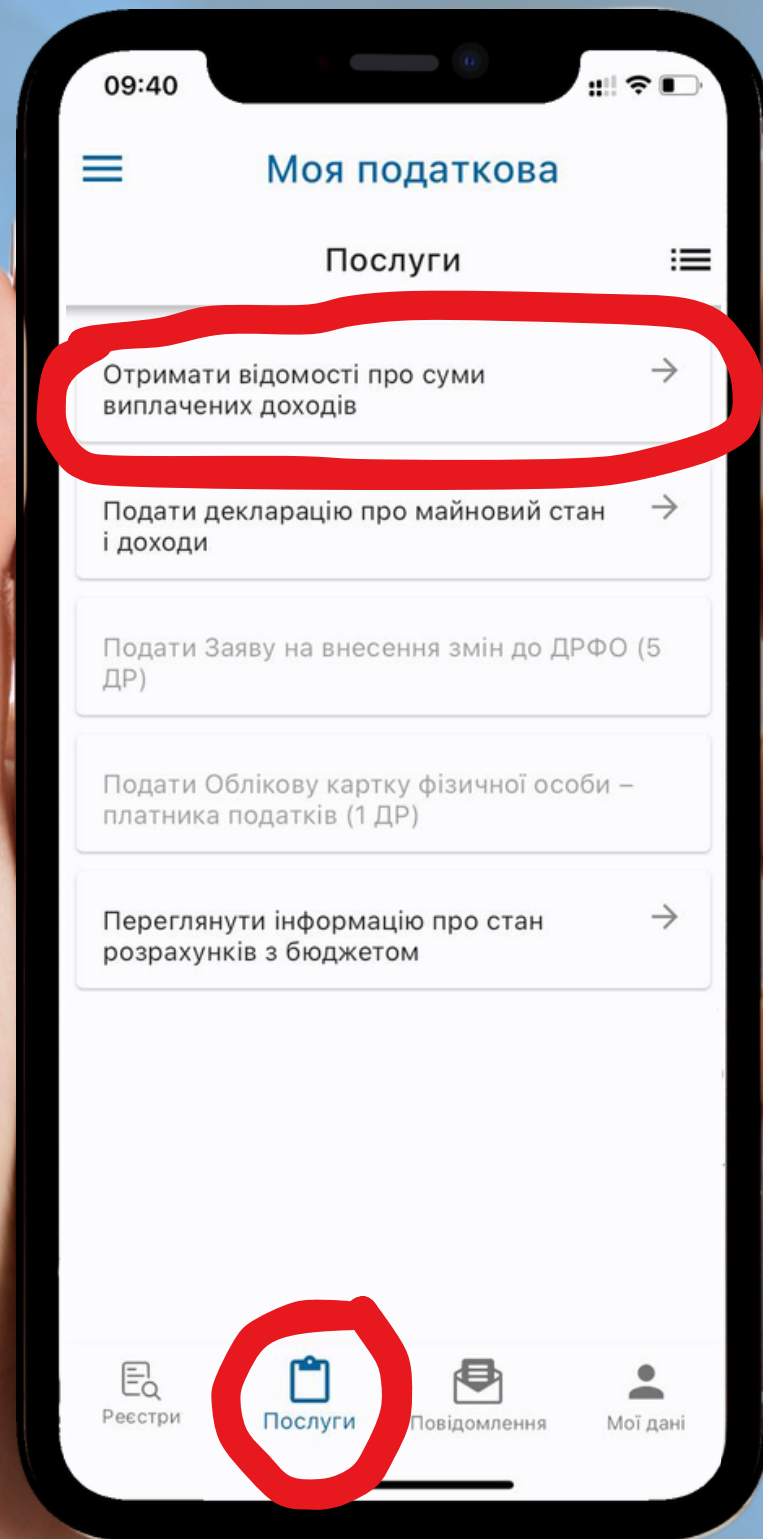 09:40
Моя податкова
Послуги
Отримати відомості про суми
виплачених доходів
Подати декларацію про майновий стан
і доходи
Подати Заяву на внесення змін до ДРФО (5
ДР)
Подати Облікову картку фізичної особи –
платника податків (1 ДР)
Переглянути інформацію про стан
розрахунків з бюджетом
Реєстри
Послуги
Повідомлення
Мої дані